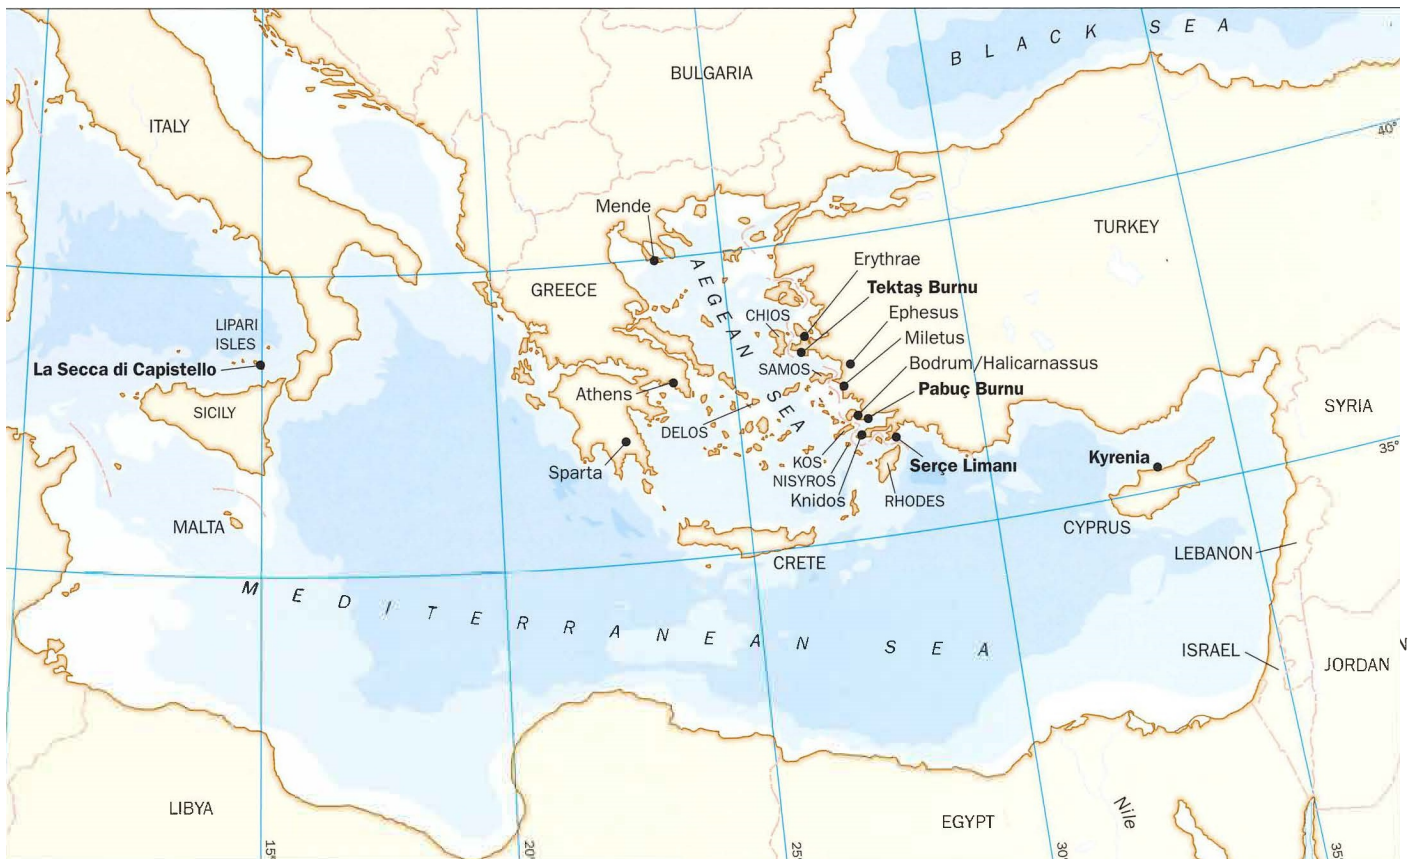 BLACK SEA
BULGARIA
ITALY
40°
Mende
TURKEY
Erythrae
Tektaş Burnu
GREECE
AEGEAN SEA
CHIOS
Ephesus
LIPARI
ISLES
Miletus
La Secca di Capistello
SAMOS
Bodrum/Halicarnassus
Pabuç Burnu
Athens
SICILY
SYRIA
DELOS
35°
KOS
Serçe Limanı
Kyrenia
Sparta
NISYROS
Knidos
RHODES
MALTA
CYPRUS
LEBANON
CRETE
MEDITERRANEAN SEA
ISRAEL
JORDAN
N
LIBYA
EGYPT
Nile
15°
20°
25°
30°
35°